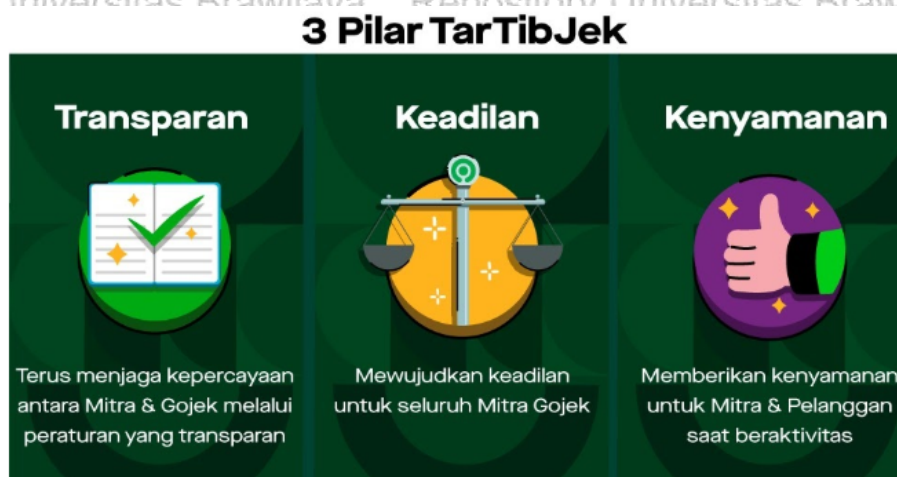 3 Pilar TarTibJek
Transparan
Terus menjaga kepercayaan
antara Mitra & Gojek melalui
peraturan yang transparan
Keadilan
Mewujudkan keadilan
untuk seluruh Mitra Gojek
Kenyamanan
Memberikan kenyamanan
untuk Mitra & Pelanggan
saat beraktivitas